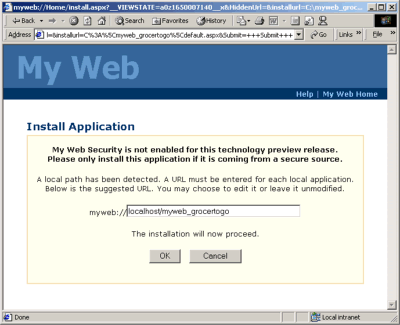 myweb://Home/install.aspx?__VIEWSTATE=a0z1650007140__x&HiddenUrl=&installurl=C:\myweb_groc...
Back
Search Favorites History
Address l=&installurl=C%3A%5Cmyweb_grocertogo%5Cdefault.aspx&Submit=+++Submit+++ Go Links » File »
My Web
Help | My Web Home
Install Application
My Web Security is not enabled for this technology preview release.
Please only install this application if it is coming from a secure source.
A local path has been detected. A URL must be entered for each local application.
Below is the suggested URL. You may choose to edit it or leave it unmodified.
myweb://localhost/myweb_grocertogo
The installation will now proceed.
OK Cancel
Done Local intranet